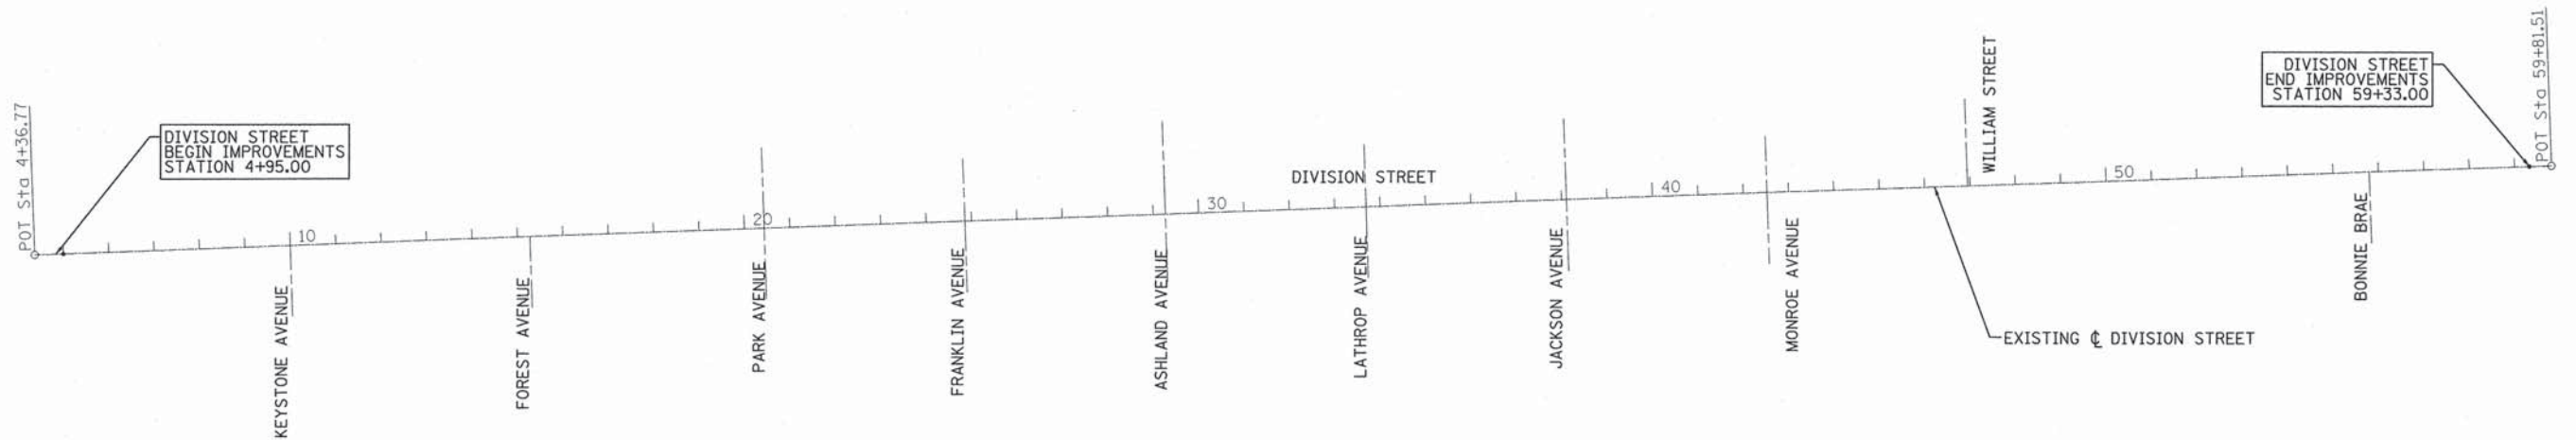 POT Sta 4+36.77
DIVISION STREET
BEGIN IMPROVEMENTS
STATION 4+95.00
10
KEYSTONE AVENUE
FOREST AVENUE
20
PARK AVENUE
FRANKLIN AVENUE
ASHLAND AVENUE
30
DIVISION STREET
LATHROP AVENUE
JACKSON AVENUE
40
MONROE AVENUE
EXISTING ℄ DIVISION STREET
WILLIAM STREET
50
BONNIE BRAE
DIVISION STREET
END IMPROVEMENTS
STATION 59+33.00
POT Sta 59+81.51